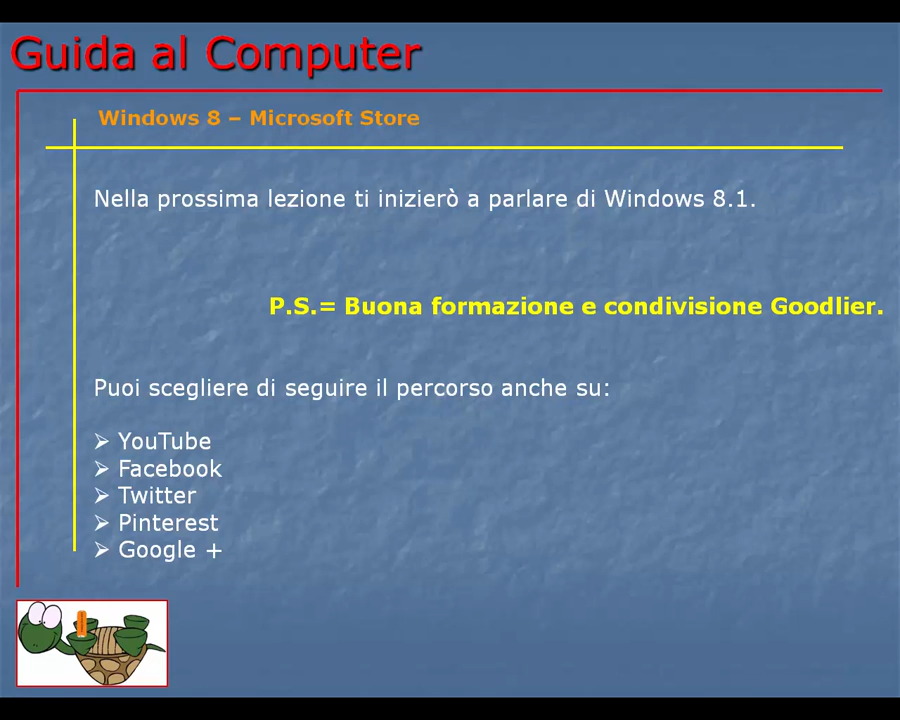 Guida al Computer
Windows 8 – Microsoft Store
Nella prossima lezione ti inizierò a parlare di Windows 8.1.
P.S.= Buona formazione e condivisione Goodlier.
Puoi scegliere di seguire il percorso anche su:
➢ YouTube
➢ Facebook
➢ Twitter
➢ Pinterest
➢ Google +